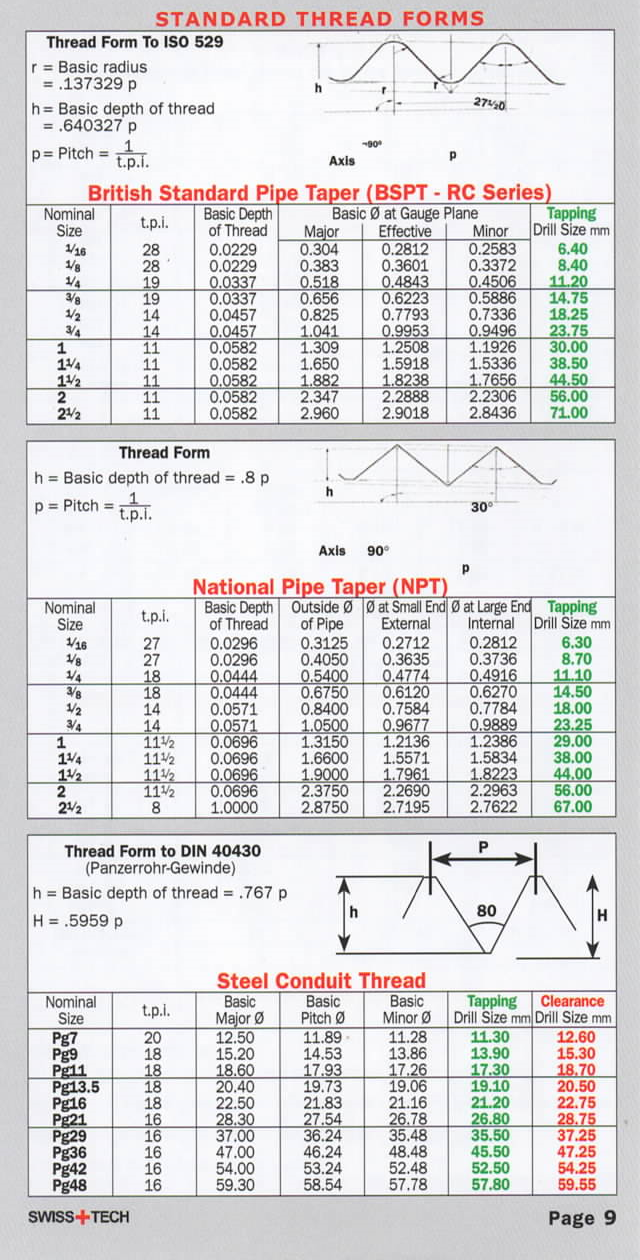 STANDARD THREAD FORMS
Thread Form To ISO 529
r = Basic radius
= .137329 p
h = Basic depth of thread
= .640327 p
p = Pitch = 1
t.p.i.
h
r
r
27½0
¬90°
Axis
p
British Standard Pipe Taper (BSPT - RC Series)
Nominal Size t.p.i. Basic Depth of Thread Basic Ø at Gauge Plane Tapping Drill Size mm
Major Effective Minor
1/16 28 0.0229 0.304 0.2812 0.2583 6.40
1/8 28 0.0229 0.383 0.3601 0.3372 8.40
1/4 19 0.0337 0.518 0.4843 0.4506 11.20
3/8 19 0.0337 0.656 0.6223 0.5886 14.75
1/2 14 0.0457 0.825 0.7793 0.7336 18.25
3/4 14 0.0457 1.041 0.9953 0.9496 23.75
1 11 0.0582 1.309 1.2508 1.1926 30.00
1¼ 11 0.0582 1.650 1.5918 1.5336 38.50
1½ 11 0.0582 1.882 1.8238 1.7656 44.50
2 11 0.0582 2.347 2.2888 2.2306 56.00
2½ 11 0.0582 2.960 2.9018 2.8436 71.00
Thread Form
h = Basic depth of thread = .8 p
p = Pitch = 1
t.p.i.
h
30°
Axis 90°
p
National Pipe Taper (NPT)
Nominal Size t.p.i. Basic Depth of Thread Outside Ø of Pipe Ø at Small End External Ø at Large End Internal Tapping Drill Size mm
1/16 27 0.0296 0.3125 0.2712 0.2812 6.30
1/8 27 0.0296 0.4050 0.3635 0.3736 8.70
1/4 18 0.0444 0.5400 0.4774 0.4916 11.10
3/8 18 0.0444 0.6750 0.6120 0.6270 14.50
1/2 14 0.0571 0.8400 0.7584 0.7784 18.00
3/4 14 0.0571 1.0500 0.9677 0.9889 23.25
1 11½ 0.0696 1.3150 1.2136 1.2386 29.00
1¼ 11½ 0.0696 1.6600 1.5571 1.5834 38.00
1½ 11½ 0.0696 1.9000 1.7961 1.8223 44.00
2 11½ 0.0696 2.3750 2.2690 2.2963 56.00
2½ 8 1.0000 2.8750 2.7195 2.7622 67.00
Thread Form to DIN 40430
(Panzerrohr-Gewinde)
h = Basic depth of thread = .767 p
H = .5959 p
P
h
80
H
Steel Conduit Thread
Nominal Size t.p.i. Basic Major Ø Basic Pitch Ø Basic Minor Ø Tapping Drill Size mm Clearance Drill Size mm
Pg7 20 12.50 11.89 11.28 11.30 12.60
Pg9 18 15.20 14.53 13.86 13.90 15.30
Pg11 18 18.60 17.93 17.26 17.30 18.70
Pg13.5 18 20.40 19.73 19.06 19.10 20.50
Pg16 18 22.50 21.83 21.16 21.20 22.75
Pg21 16 28.30 27.54 26.78 26.80 28.75
Pg29 16 37.00 36.24 35.48 35.50 37.25
Pg36 16 47.00 46.24 48.48 45.50 47.25
Pg42 16 54.00 53.24 52.48 52.50 54.25
Pg48 16 59.30 58.54 57.78 57.80 59.55
SWISS+TECH
Page 9